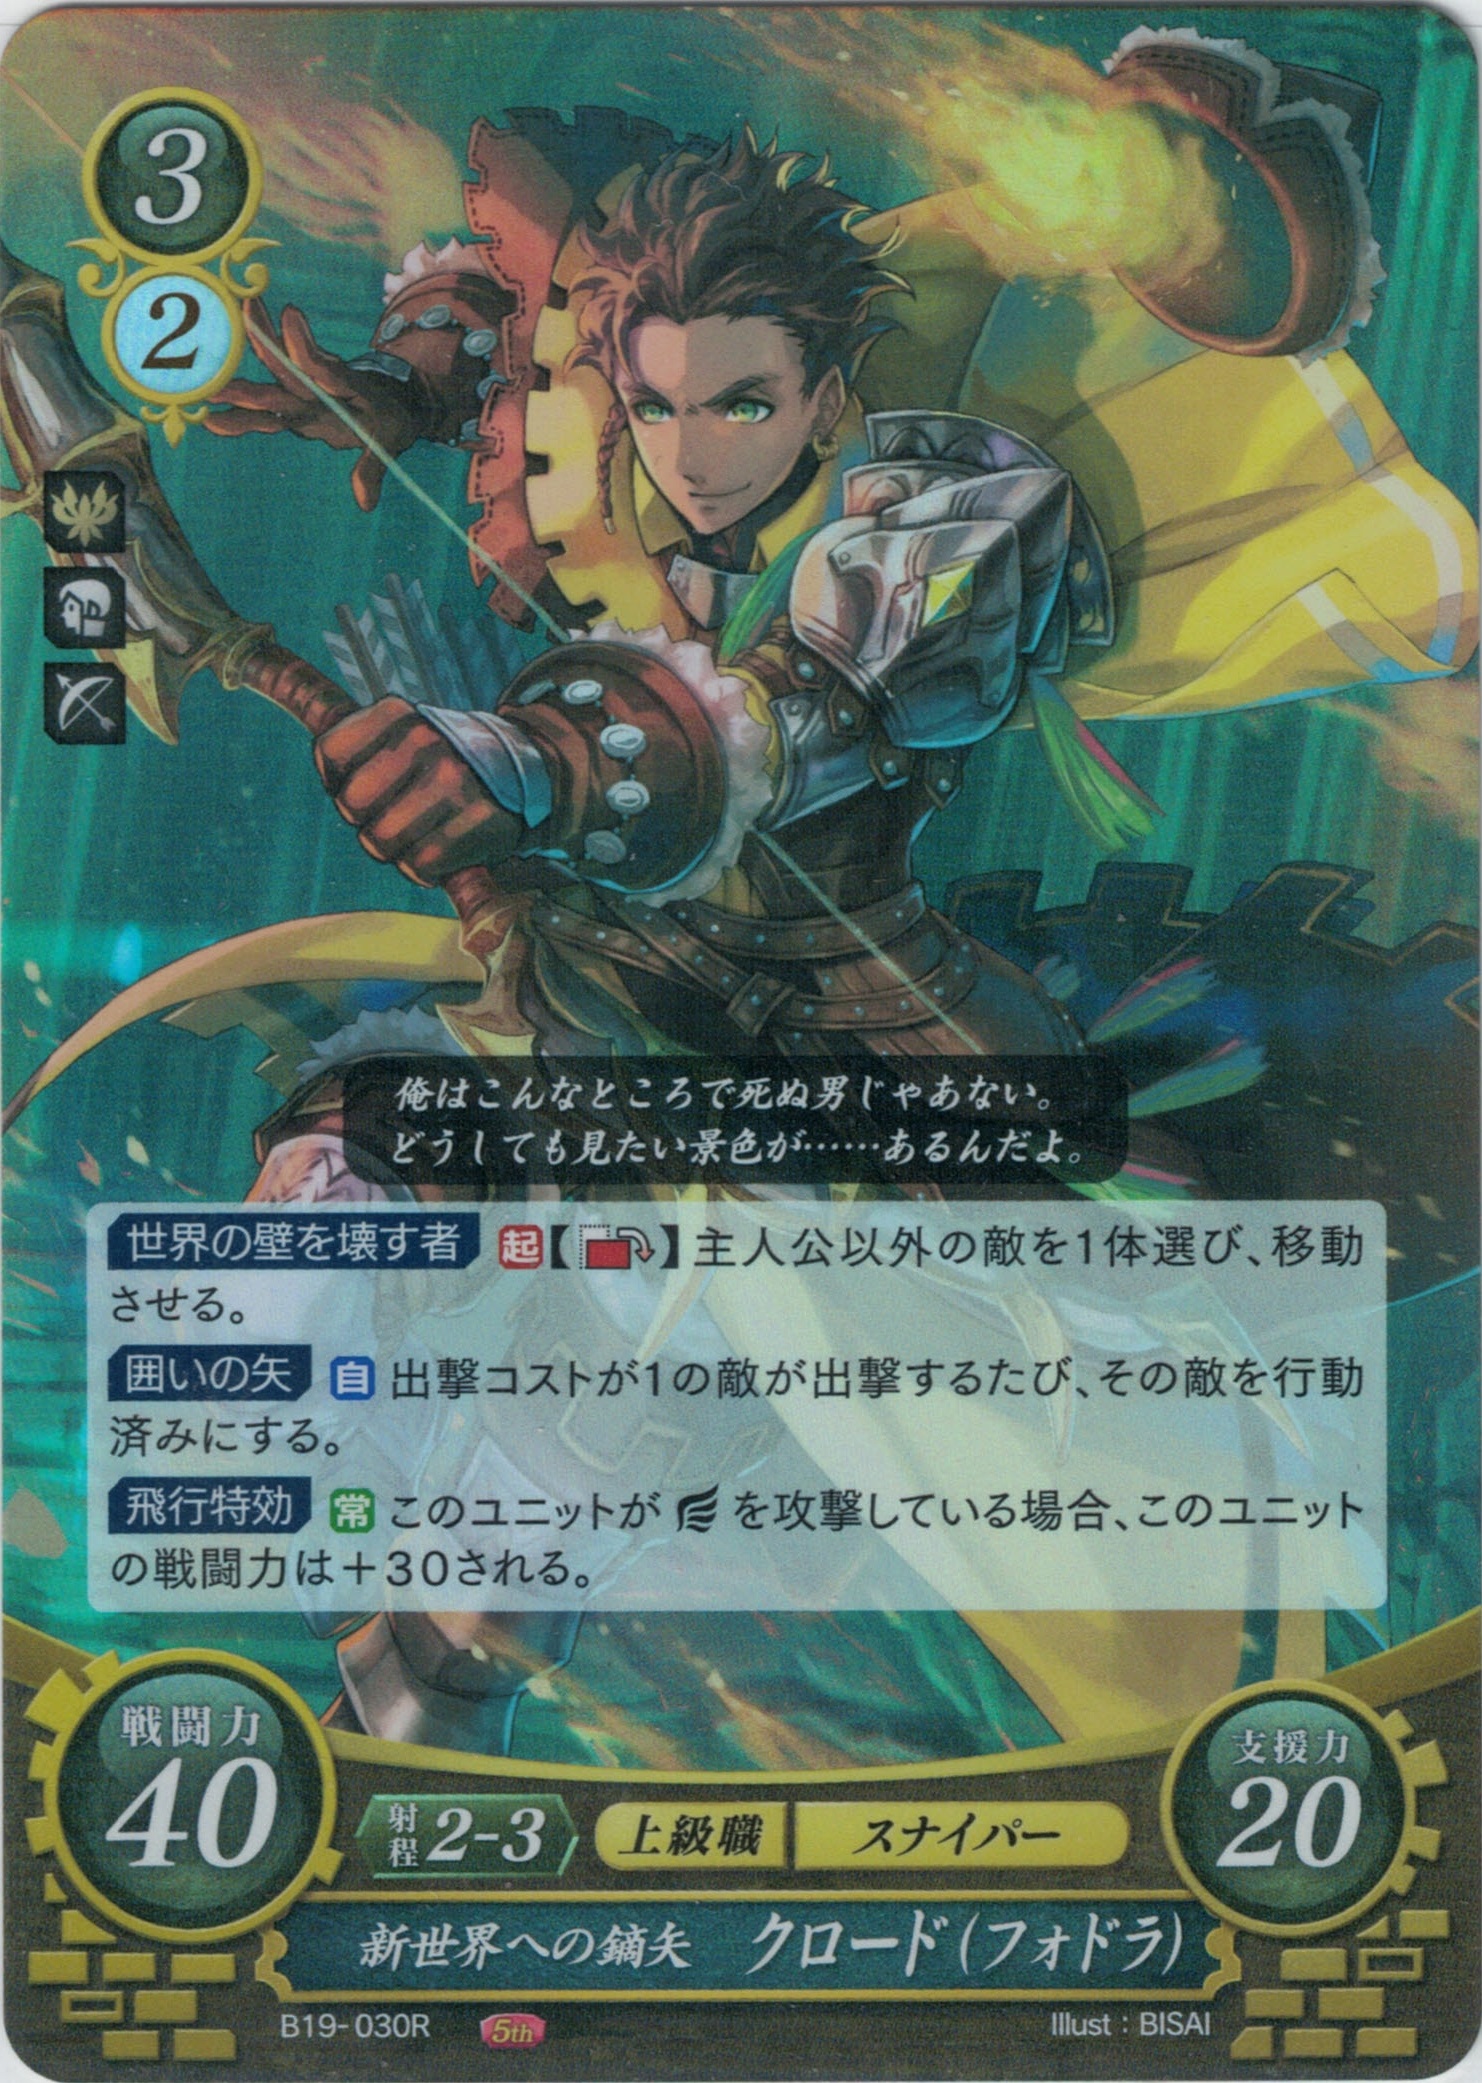 3
2
俺はこんなところで死ぬ男じゃあない。
どうしても見たい景色が……あるんだよ。
世界の壁を壊す者 起【 】主人公以外の敵を1体選び、移動
させる。
囲いの矢 自 出撃コストが1の敵が出撃するたび、その敵を行動
済みにする。
飛行特効 常 このユニットが を攻撃している場合、このユニット
の戦闘力は＋30される。
戦闘力
40
射程 2-3
上級職 スナイパー
支援力
20
新世界への鏑矢 クロード(フォドラ)
B19-030R 5th Illust：BISAI